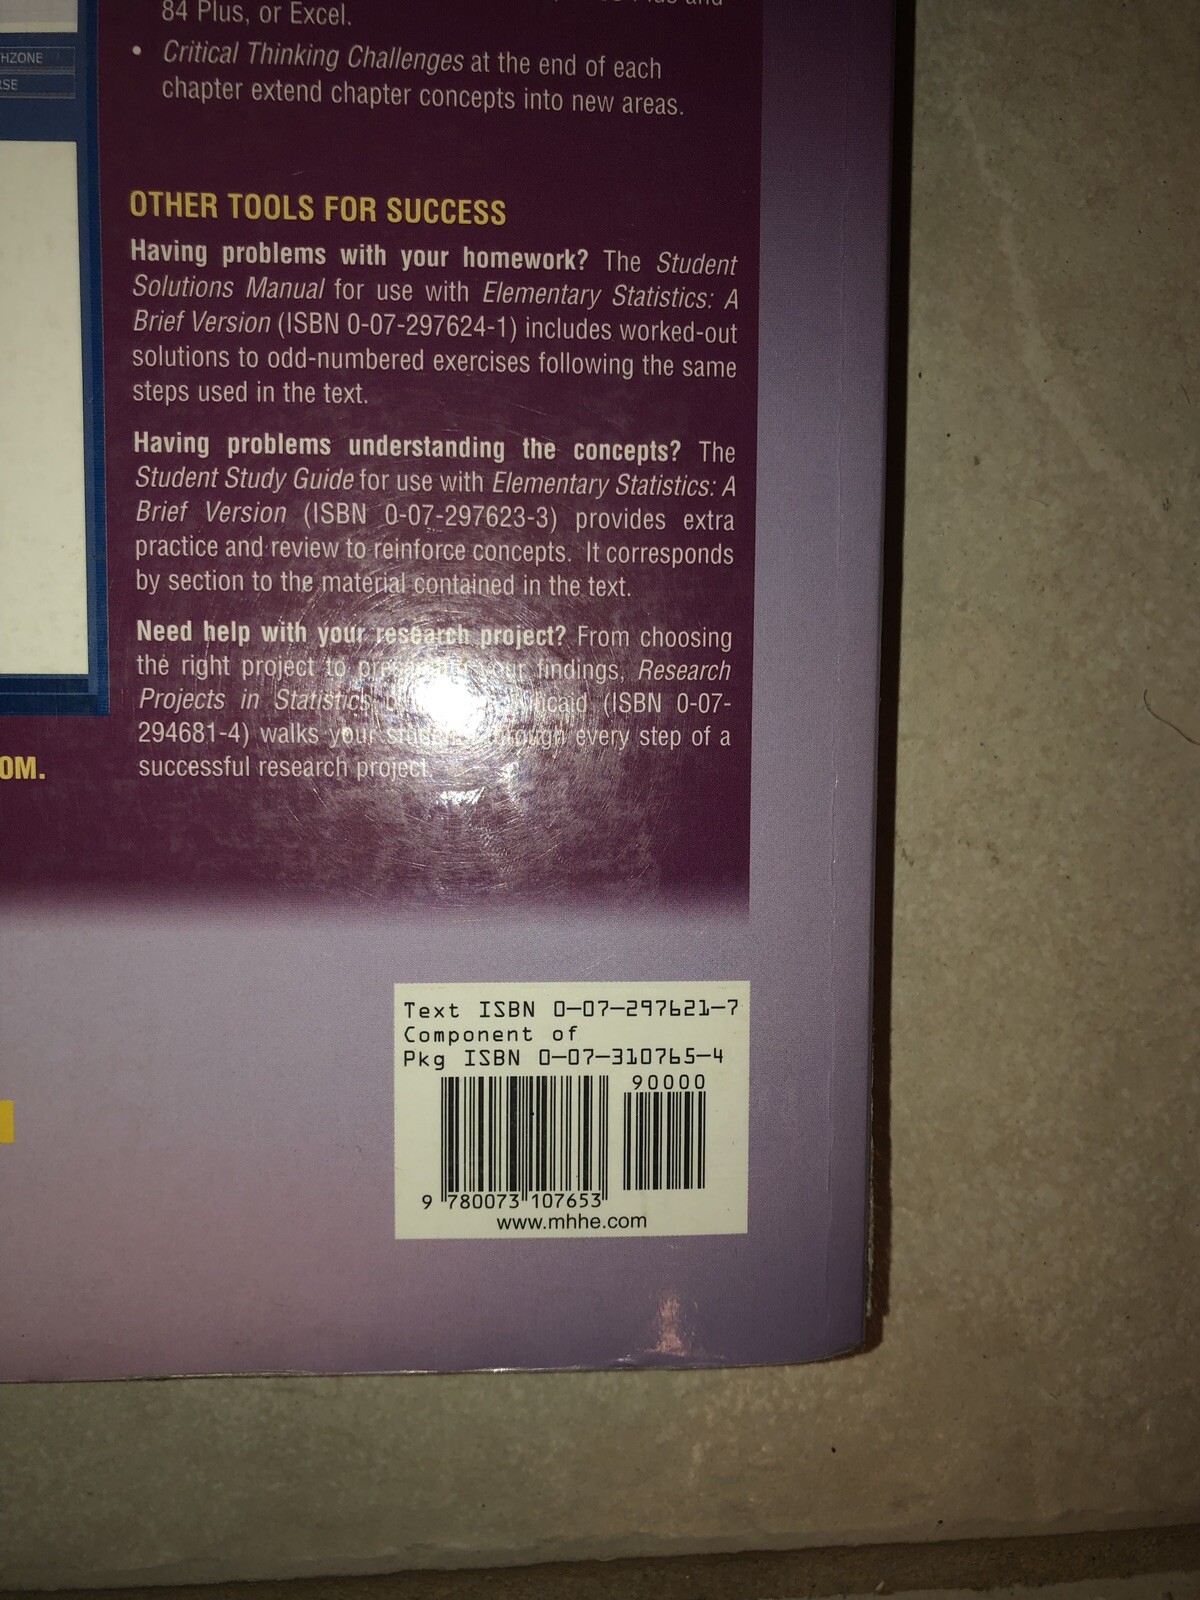 84 Plus, or Excel.
• Critical Thinking Challenges at the end of each
chapter extend chapter concepts into new areas.
HZONE
RSE
OTHER TOOLS FOR SUCCESS
Having problems with your homework? The Student
Solutions Manual for use with Elementary Statistics: A
Brief Version (ISBN 0-07-297624-1) includes worked-out
solutions to odd-numbered exercises following the same
steps used in the text.
Having problems understanding the concepts? The
Student Study Guide for use with Elementary Statistics: A
Brief Version (ISBN 0-07-297623-3) provides extra
practice and review to reinforce concepts. It corresponds
by section to the material contained in the text.
Need help with your research project? From choosing
the right project to your findings, Research
Projects in Statistics (ISBN 0-07-
294681-4) walks your through every step of a
successful research project.
OM.
Text ISBN 0-07-297621-7
Component of
Pkg ISBN 0-07-310765-4
90000
9 780073 107653
www.mhhe.com